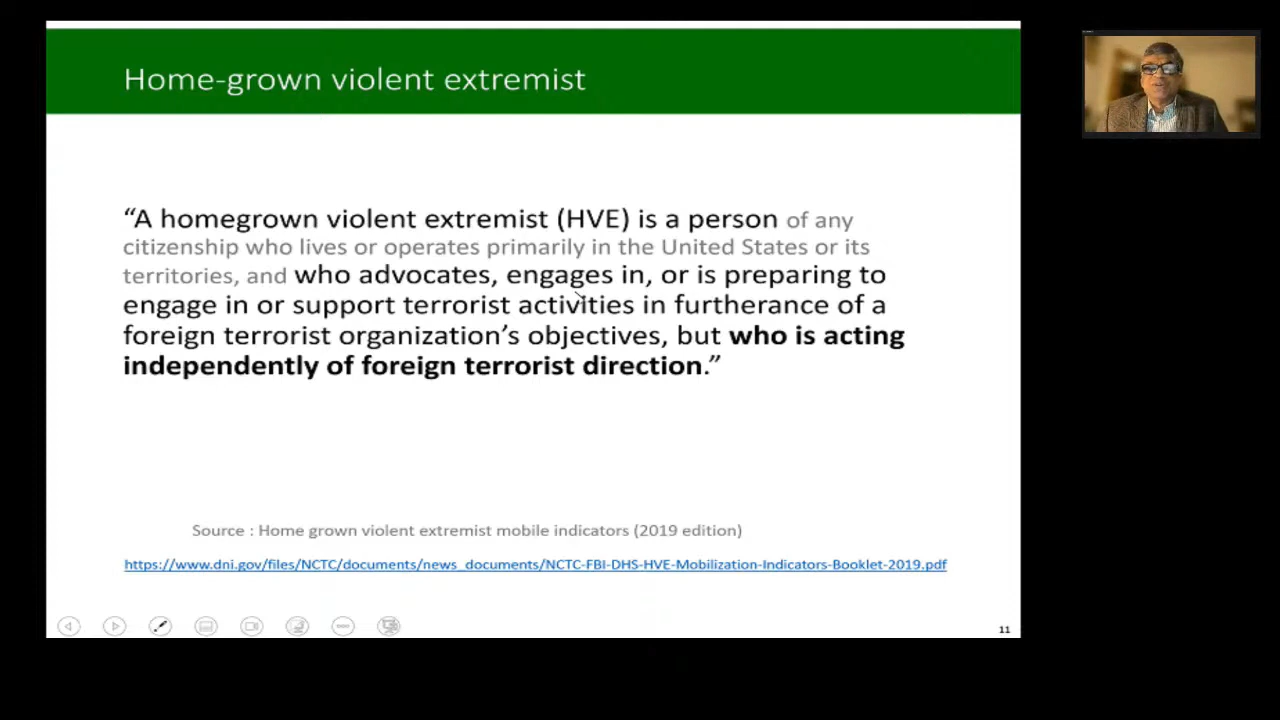 Home-grown violent extremist
“A homegrown violent extremist (HVE) is a person of any
citizenship who lives or operates primarily in the United States or its
territories, and who advocates, engages in, or is preparing to
engage in or support terrorist activities in furtherance of a
foreign terrorist organization’s objectives, but who is acting
independently of foreign terrorist direction.”
Source : Home grown violent extremist mobile indicators (2019 edition)
https://www.dni.gov/files/NCTC/documents/news_documents/NCTC-FBI-DHS-HVE-Mobilization-Indicators-Booklet-2019.pdf
11